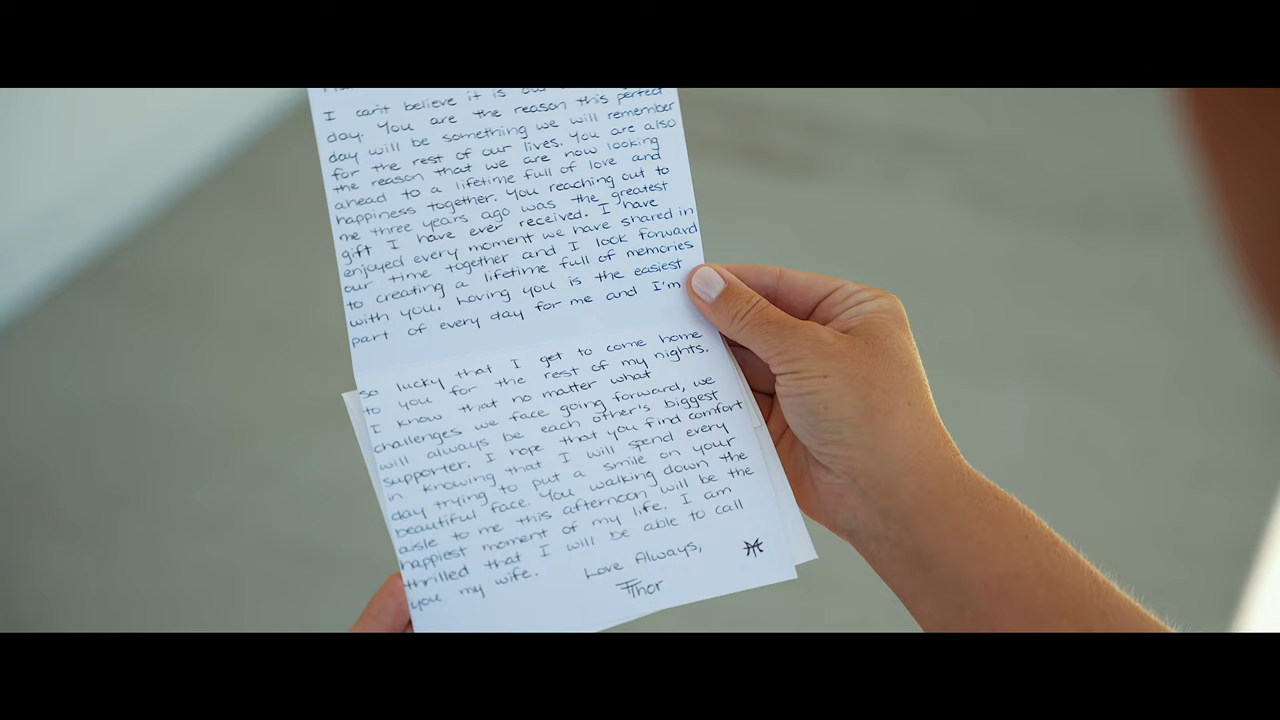 I can't believe it is our
day. You are the reason this perfect
day will be something we will remember
for the rest of our lives. You are also
the reason that we are now looking
ahead to a lifetime full of love and
happiness together. You reaching out to
me three years ago was the greatest
gift I have ever received. I have
enjoyed every moment we have shared in
our time together and I look forward
to creating a lifetime full of memories
with you. Loving you is the easiest
part of every day for me and I'm
so lucky that I get to come home
to you for the rest of my nights.
I know that no matter what
challenges we face going forward, we
will always be each other's biggest
supporter. I hope that you find comfort
in knowing that I will spend every
day trying to put a smile on your
beautiful face. You walking down the
aisle to me this afternoon will be the
happiest moment of my life. I am
thrilled that I will be able to call
you my wife.
Love Always,
Thor